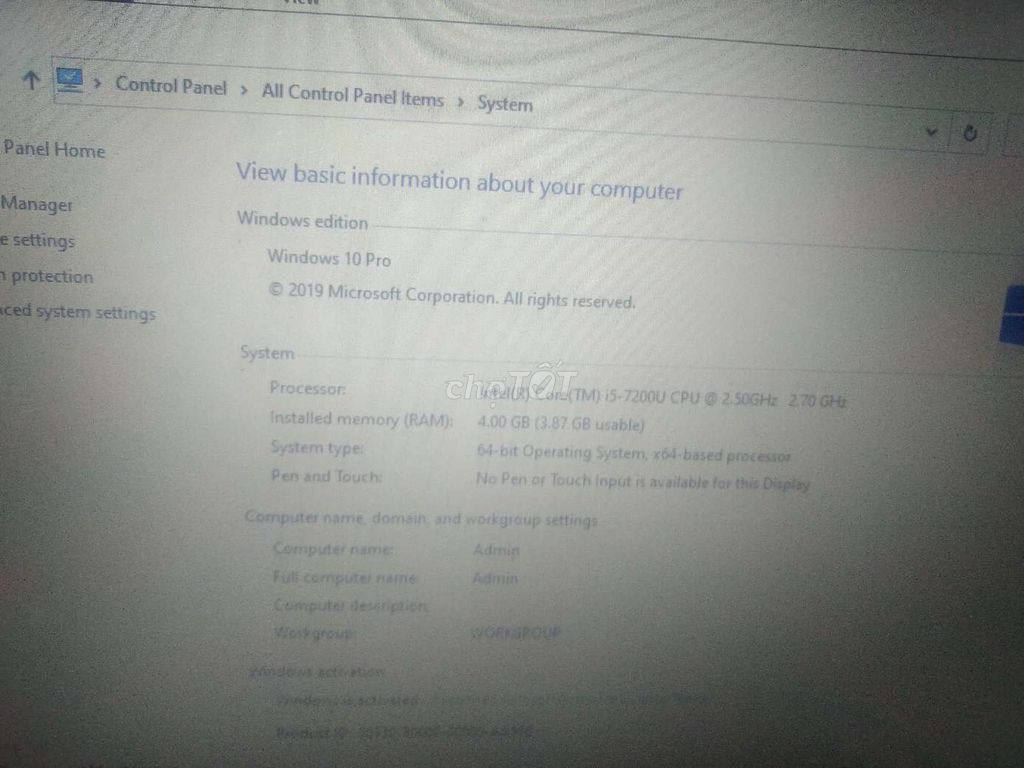 Control Panel > All Control Panel Items > System
Panel Home
Manager
e settings
n protection
ced system settings
View basic information about your computer
Windows edition
Windows 10 Pro
© 2019 Microsoft Corporation. All rights reserved.
System
chợTỐT
Processor: Intel(R) Core(TM) i5-7200U CPU @ 2.50GHz 2.70 GHz
Installed memory (RAM): 4.00 GB (3.87 GB usable)
System type: 64-bit Operating System, x64-based processor
Pen and Touch: No Pen or Touch Input is available for this Display
Computer name, domain, and workgroup settings
Computer name: Admin
Full computer name: Admin
Computer description:
Workgroup: WORKGROUP
Windows activation
Windows is activated
Product ID: